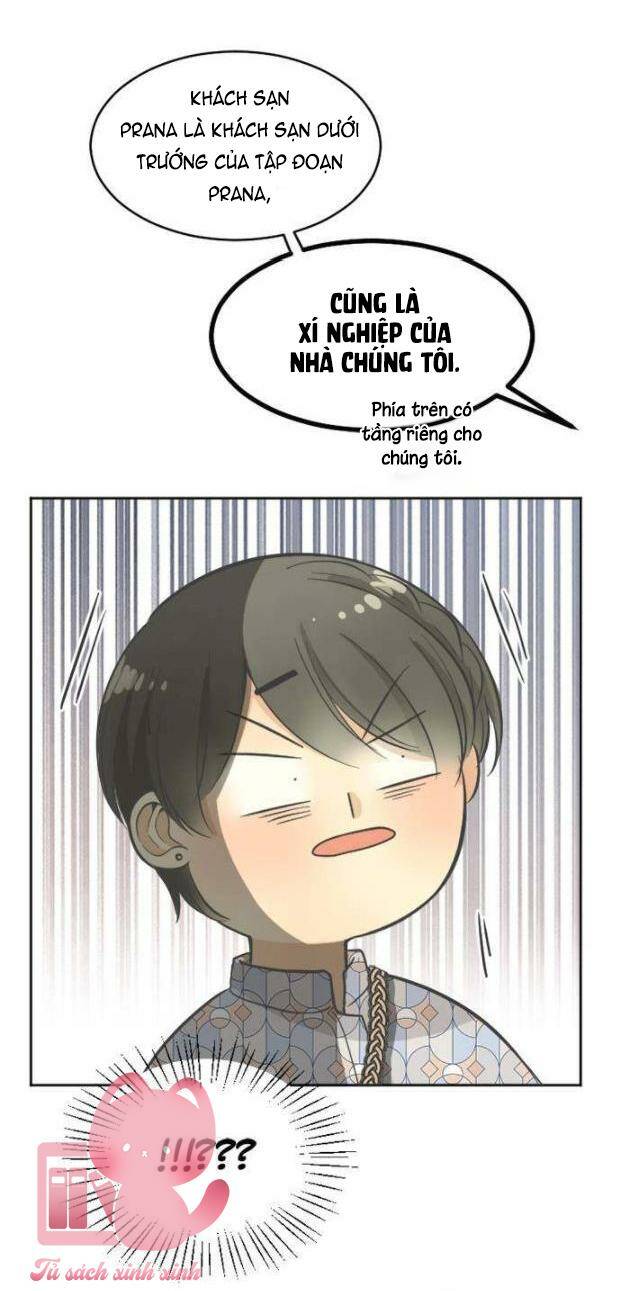 KHÁCH SẠN
PRANA LÀ KHÁCH SẠN DƯỚI
TRƯỚNG CỦA TẬP ĐOẠN
PRANA,
CŨNG LÀ
XÍ NGHIỆP CỦA
NHÀ CHÚNG TÔI.
Phía trên có
tầng riêng cho
chúng tôi.
!!!???
Tủ sách xinh xinh